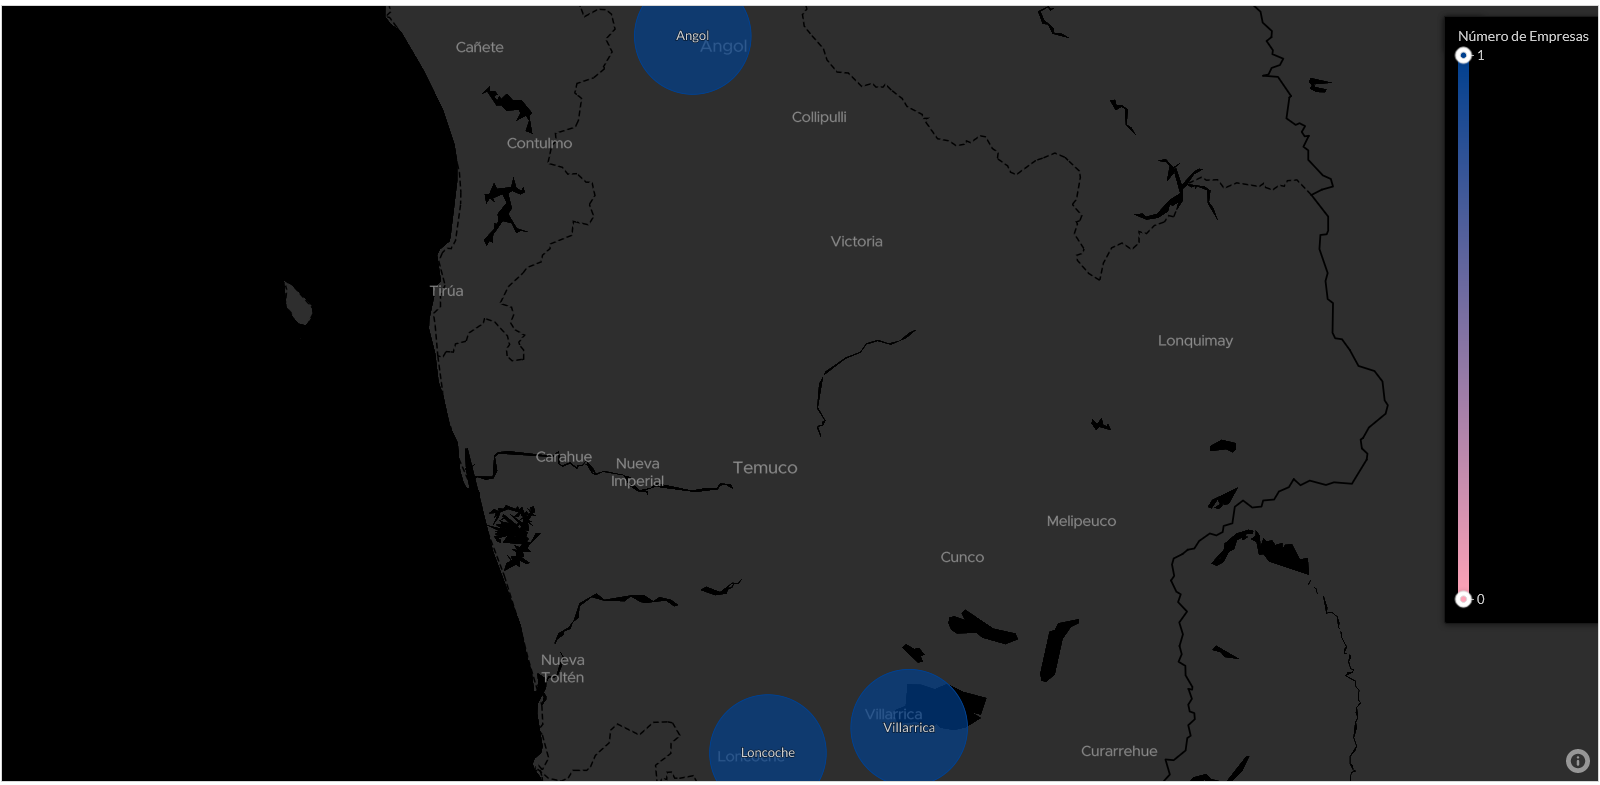 Angol
Angol
Cañete
Collipulli
Contulmo
Victoria
Tirúa
Lonquimay
Carahue
Nueva
Imperial
Temuco
Melipeuco
Cunco
Nueva
Toltén
Villarrica
Villarrica
Loncoche
Loncoche
Curarrehue
Número de Empresas
1
0